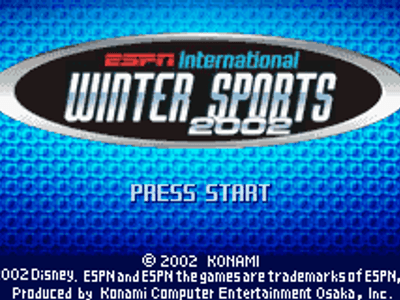 ESPN International
WINTER SPORTS
2002
PRESS START
© 2002 KONAMI
002 Disney. ESPN and ESPN the games are trademarks of ESPN,
Produced by Konami Computer Entertainment Osaka, Inc.